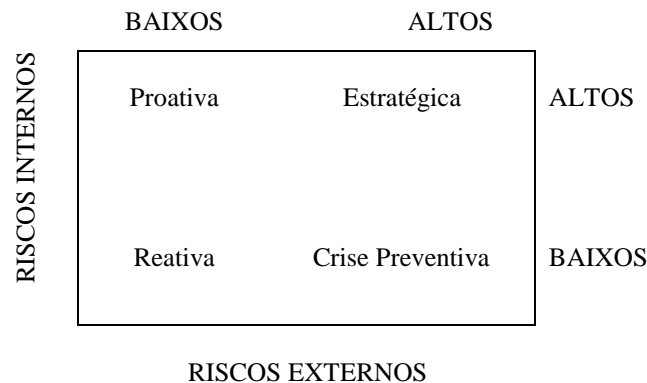 BAIXOS ALTOS
RISCOS INTERNOS
Proativa Estratégica ALTOS
Reativa Crise Preventiva BAIXOS
RISCOS EXTERNOS